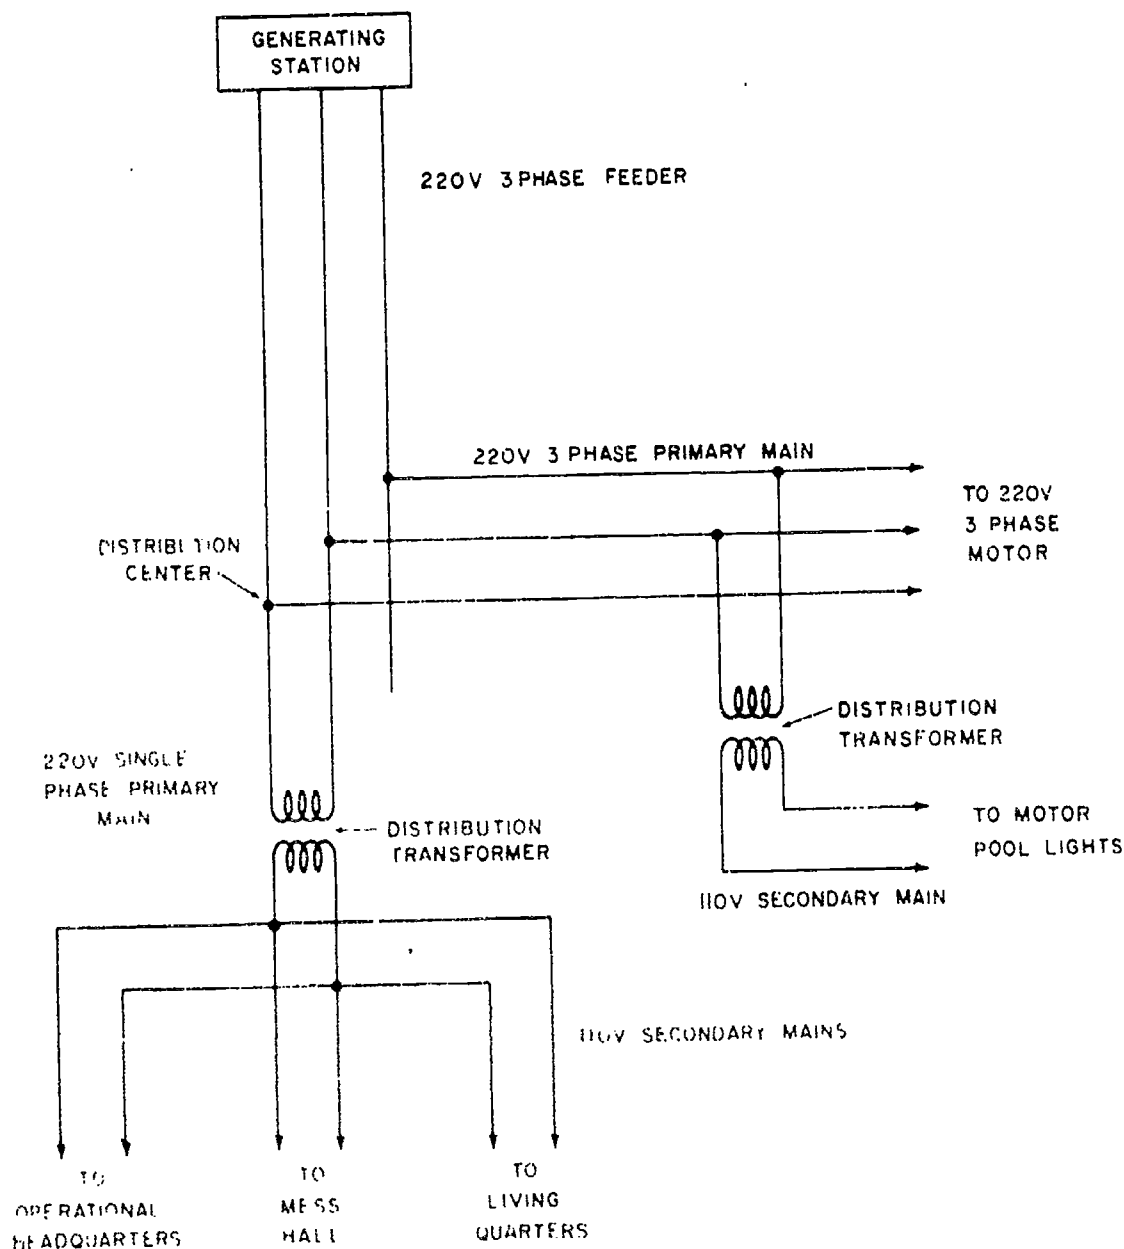 GENERATING
STATION
220V 3 PHASE FEEDER
220V 3 PHASE PRIMARY MAIN
TO 220V
3 PHASE
MOTOR
DISTRIBUTION
CENTER
DISTRIBUTION
TRANSFORMER
220V SINGLE
PHASE PRIMARY
MAIN
DISTRIBUTION
TRANSFORMER
TO MOTOR
POOL LIGHTS
110V SECONDARY MAIN
110V SECONDARY MAINS
TO
OPERATIONAL
HEADQUARTERS
TO
MESS
HALL
TO
LIVING
QUARTERS